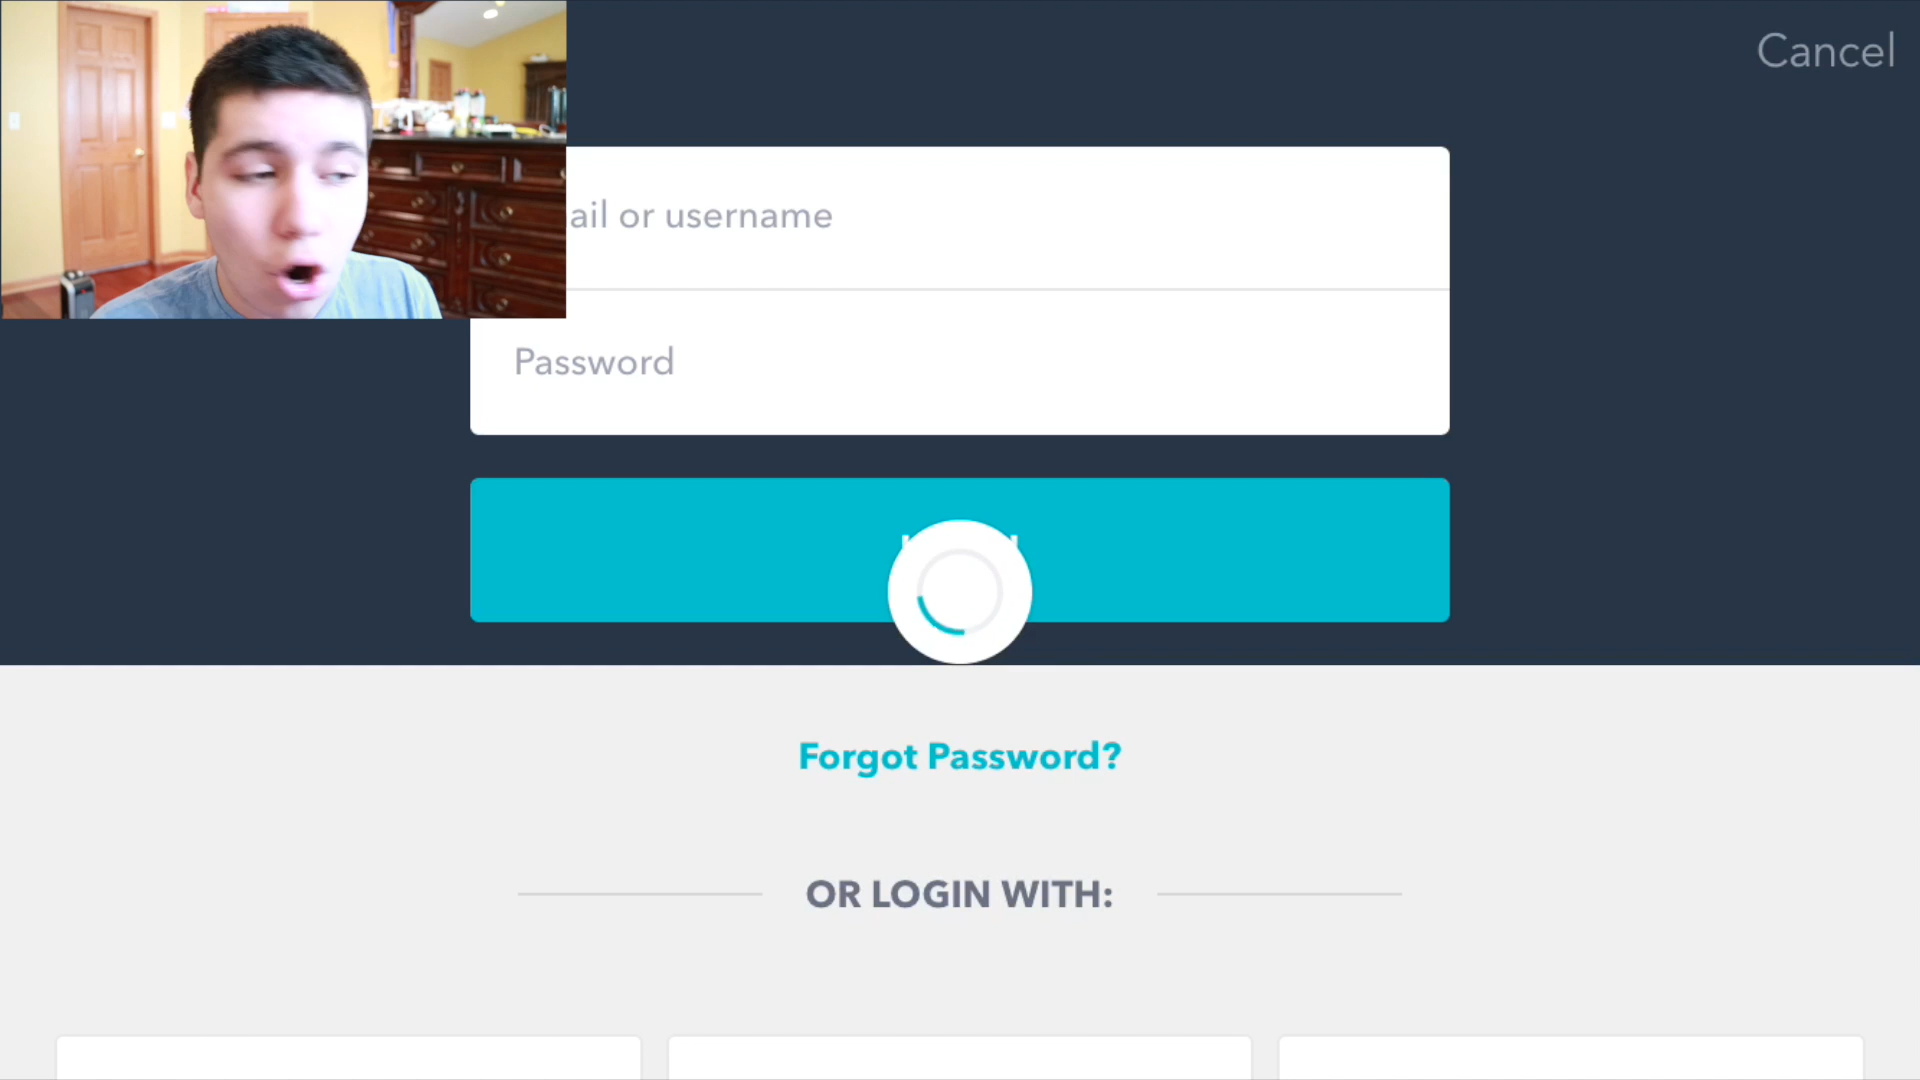 Cancel
ail or username
Password
Forgot Password?
OR LOGIN WITH: